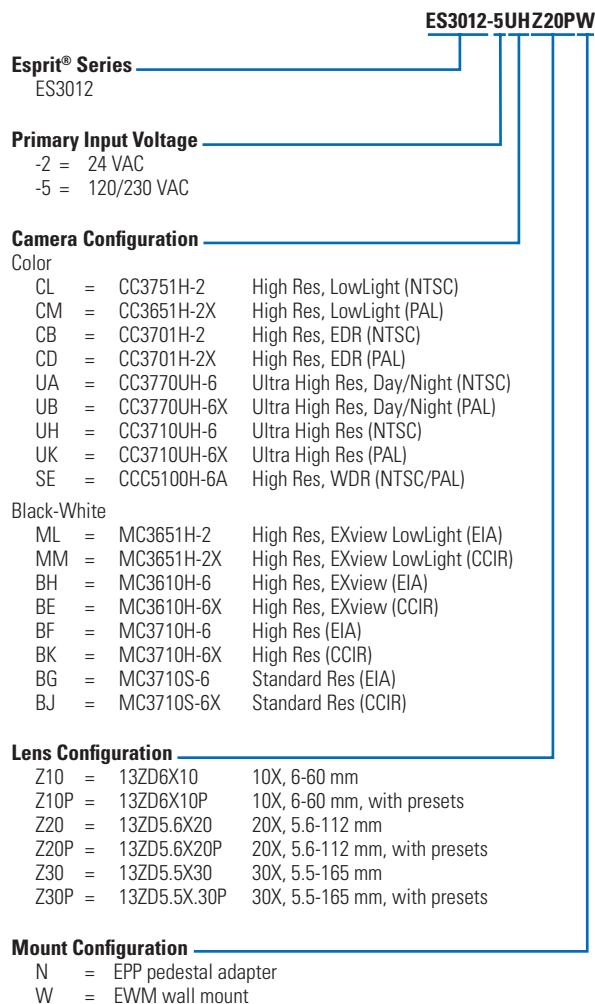 ES3012-5UHZ20PW
Esprit® Series
ES3012
Primary Input Voltage
-2 = 24 VAC
-5 = 120/230 VAC
Camera Configuration
Color
CL = CC3751H-2 High Res, LowLight (NTSC)
CM = CC3651H-2X High Res, LowLight (PAL)
CB = CC3701H-2 High Res, EDR (NTSC)
CD = CC3701H-2X High Res, EDR (PAL)
UA = CC3770UH-6 Ultra High Res, Day/Night (NTSC)
UB = CC3770UH-6X Ultra High Res, Day/Night (PAL)
UH = CC3710UH-6 Ultra High Res (NTSC)
UK = CC3710UH-6X Ultra High Res (PAL)
SE = CCC5100H-6A High Res, WDR (NTSC/PAL)
Black-White
ML = MC3651H-2 High Res, EXview LowLight (EIA)
MM = MC3651H-2X High Res, EXview LowLight (CCIR)
BH = MC3610H-6 High Res, EXview (EIA)
BE = MC3610H-6X High Res, EXview (CCIR)
BF = MC3710H-6 High Res (EIA)
BK = MC3710H-6X High Res (CCIR)
BG = MC3710S-6 Standard Res (EIA)
BJ = MC3710S-6X Standard Res (CCIR)
Lens Configuration
Z10 = 13ZD6X10 10X, 6-60 mm
Z10P = 13ZD6X10P 10X, 6-60 mm, with presets
Z20 = 13ZD5.6X20 20X, 5.6-112 mm
Z20P = 13ZD5.6X20P 20X, 5.6-112 mm, with presets
Z30 = 13ZD5.5X30 30X, 5.5-165 mm
Z30P = 13ZD5.5X.30P 30X, 5.5-165 mm, with presets
Mount Configuration
N = EPP pedestal adapter
W = EWM wall mount